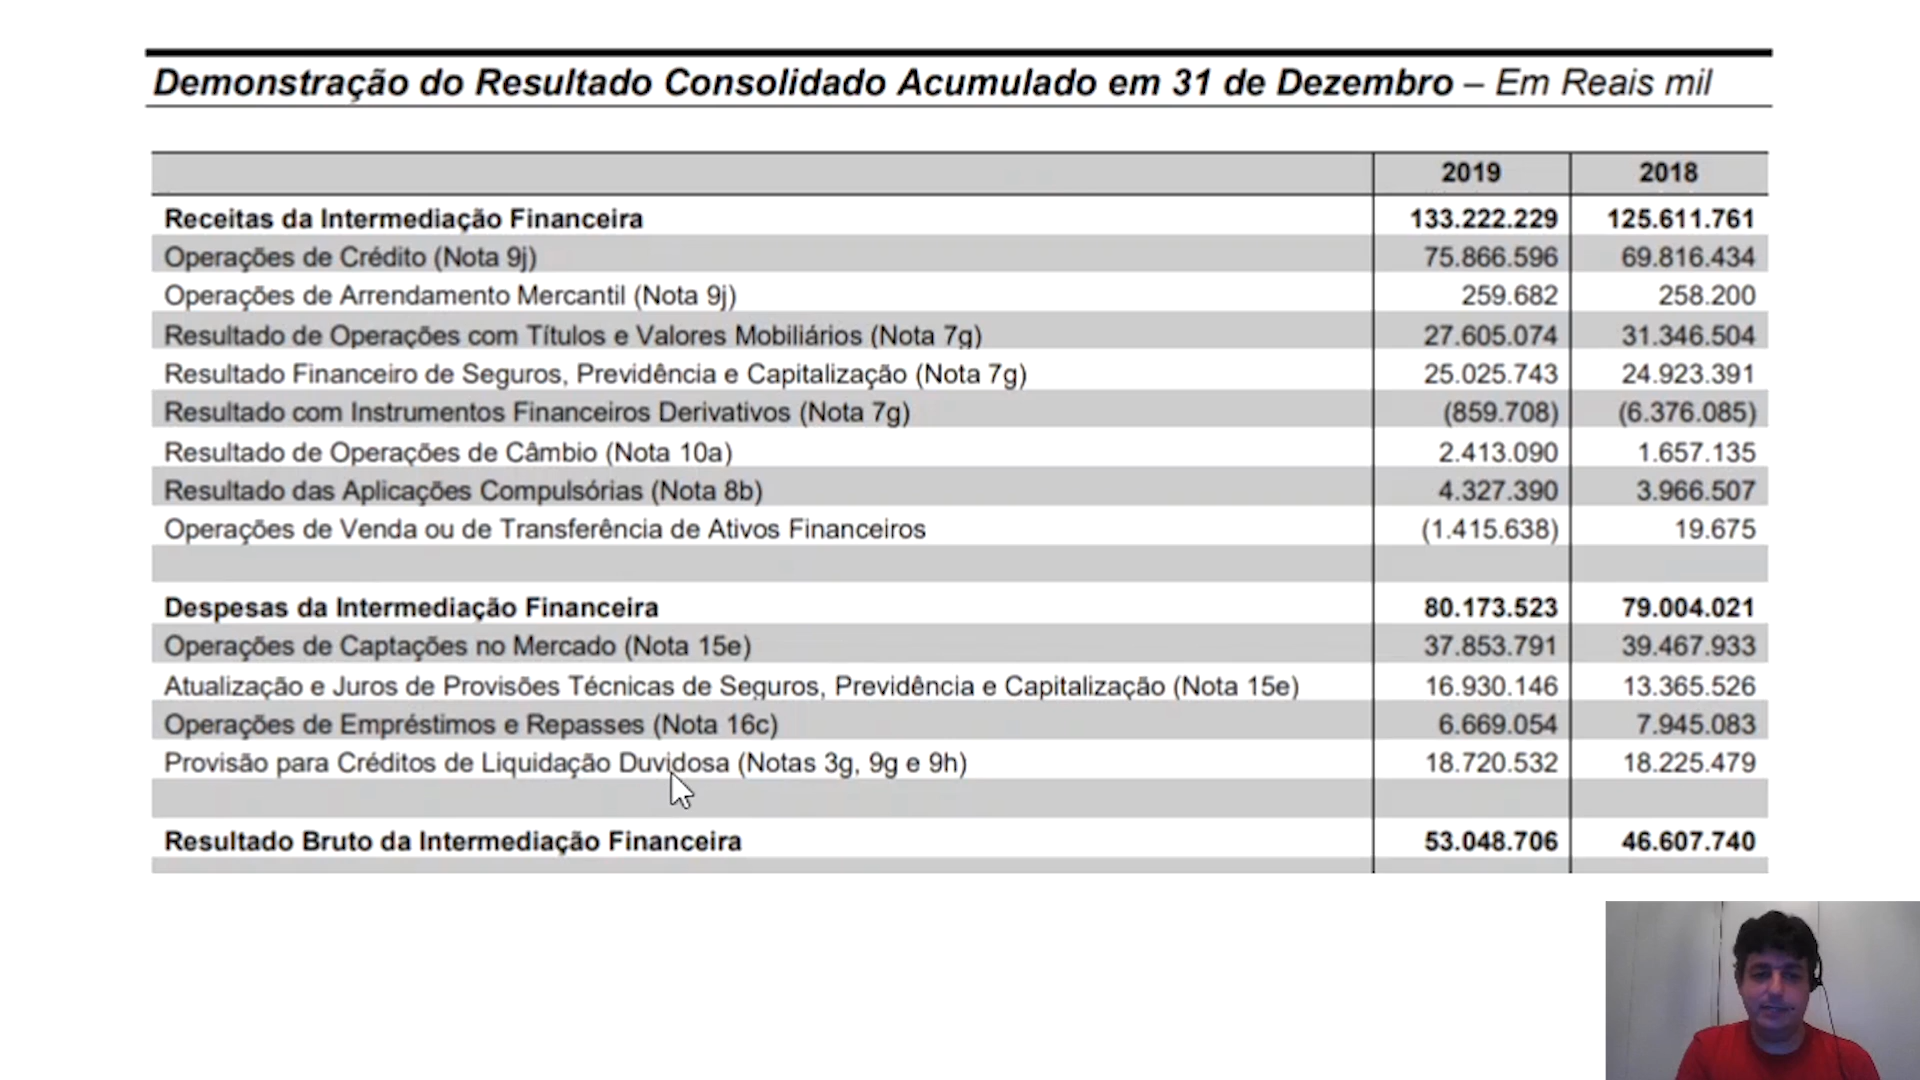 Demonstração do Resultado Consolidado Acumulado em 31 de Dezembro – Em Reais mil
2019 2018
Receitas da Intermediação Financeira 133.222.229 125.611.761
Operações de Crédito (Nota 9j) 75.866.596 69.816.434
Operações de Arrendamento Mercantil (Nota 9j) 259.682 258.200
Resultado de Operações com Títulos e Valores Mobiliários (Nota 7g) 27.605.074 31.346.504
Resultado Financeiro de Seguros, Previdência e Capitalização (Nota 7g) 25.025.743 24.923.391
Resultado com Instrumentos Financeiros Derivativos (Nota 7g) (859.708) (6.376.085)
Resultado de Operações de Câmbio (Nota 10a) 2.413.090 1.657.135
Resultado das Aplicações Compulsórias (Nota 8b) 4.327.390 3.966.507
Operações de Venda ou de Transferência de Ativos Financeiros (1.415.638) 19.675
Despesas da Intermediação Financeira 80.173.523 79.004.021
Operações de Captações no Mercado (Nota 15e) 37.853.791 39.467.933
Atualização e Juros de Provisões Técnicas de Seguros, Previdência e Capitalização (Nota 15e) 16.930.146 13.365.526
Operações de Empréstimos e Repasses (Nota 16c) 6.669.054 7.945.083
Provisão para Créditos de Liquidação Duvidosa (Notas 3g, 9g e 9h) 18.720.532 18.225.479
Resultado Bruto da Intermediação Financeira 53.048.706 46.607.740